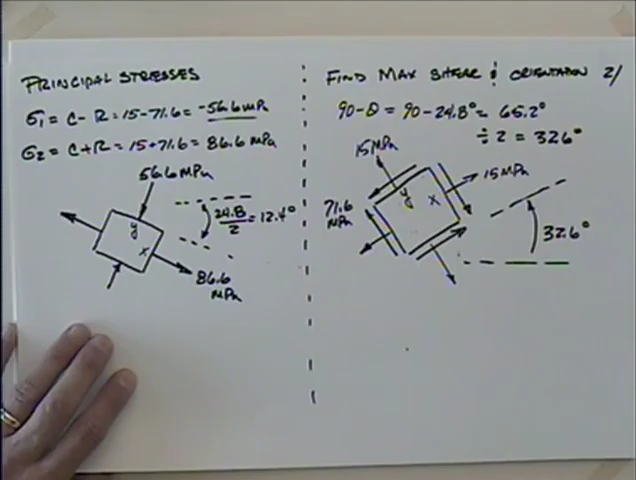 PRINCIPAL STRESSES
σ1 = C - R = 15 - 71.6 = -56.6 MPa
σ2 = C + R = 15 + 71.6 = 86.6 MPa
56.6 MPa
24.8
2
= 12.4°
y
x
86.6
MPa
FIND MAX SHEAR & ORIENTATION 2/
90 - θ = 90 - 24.8° = 65.2°
÷ 2 = 32.6°
15 MPa
15 MPa
y
x
71.6
MPa
32.6°